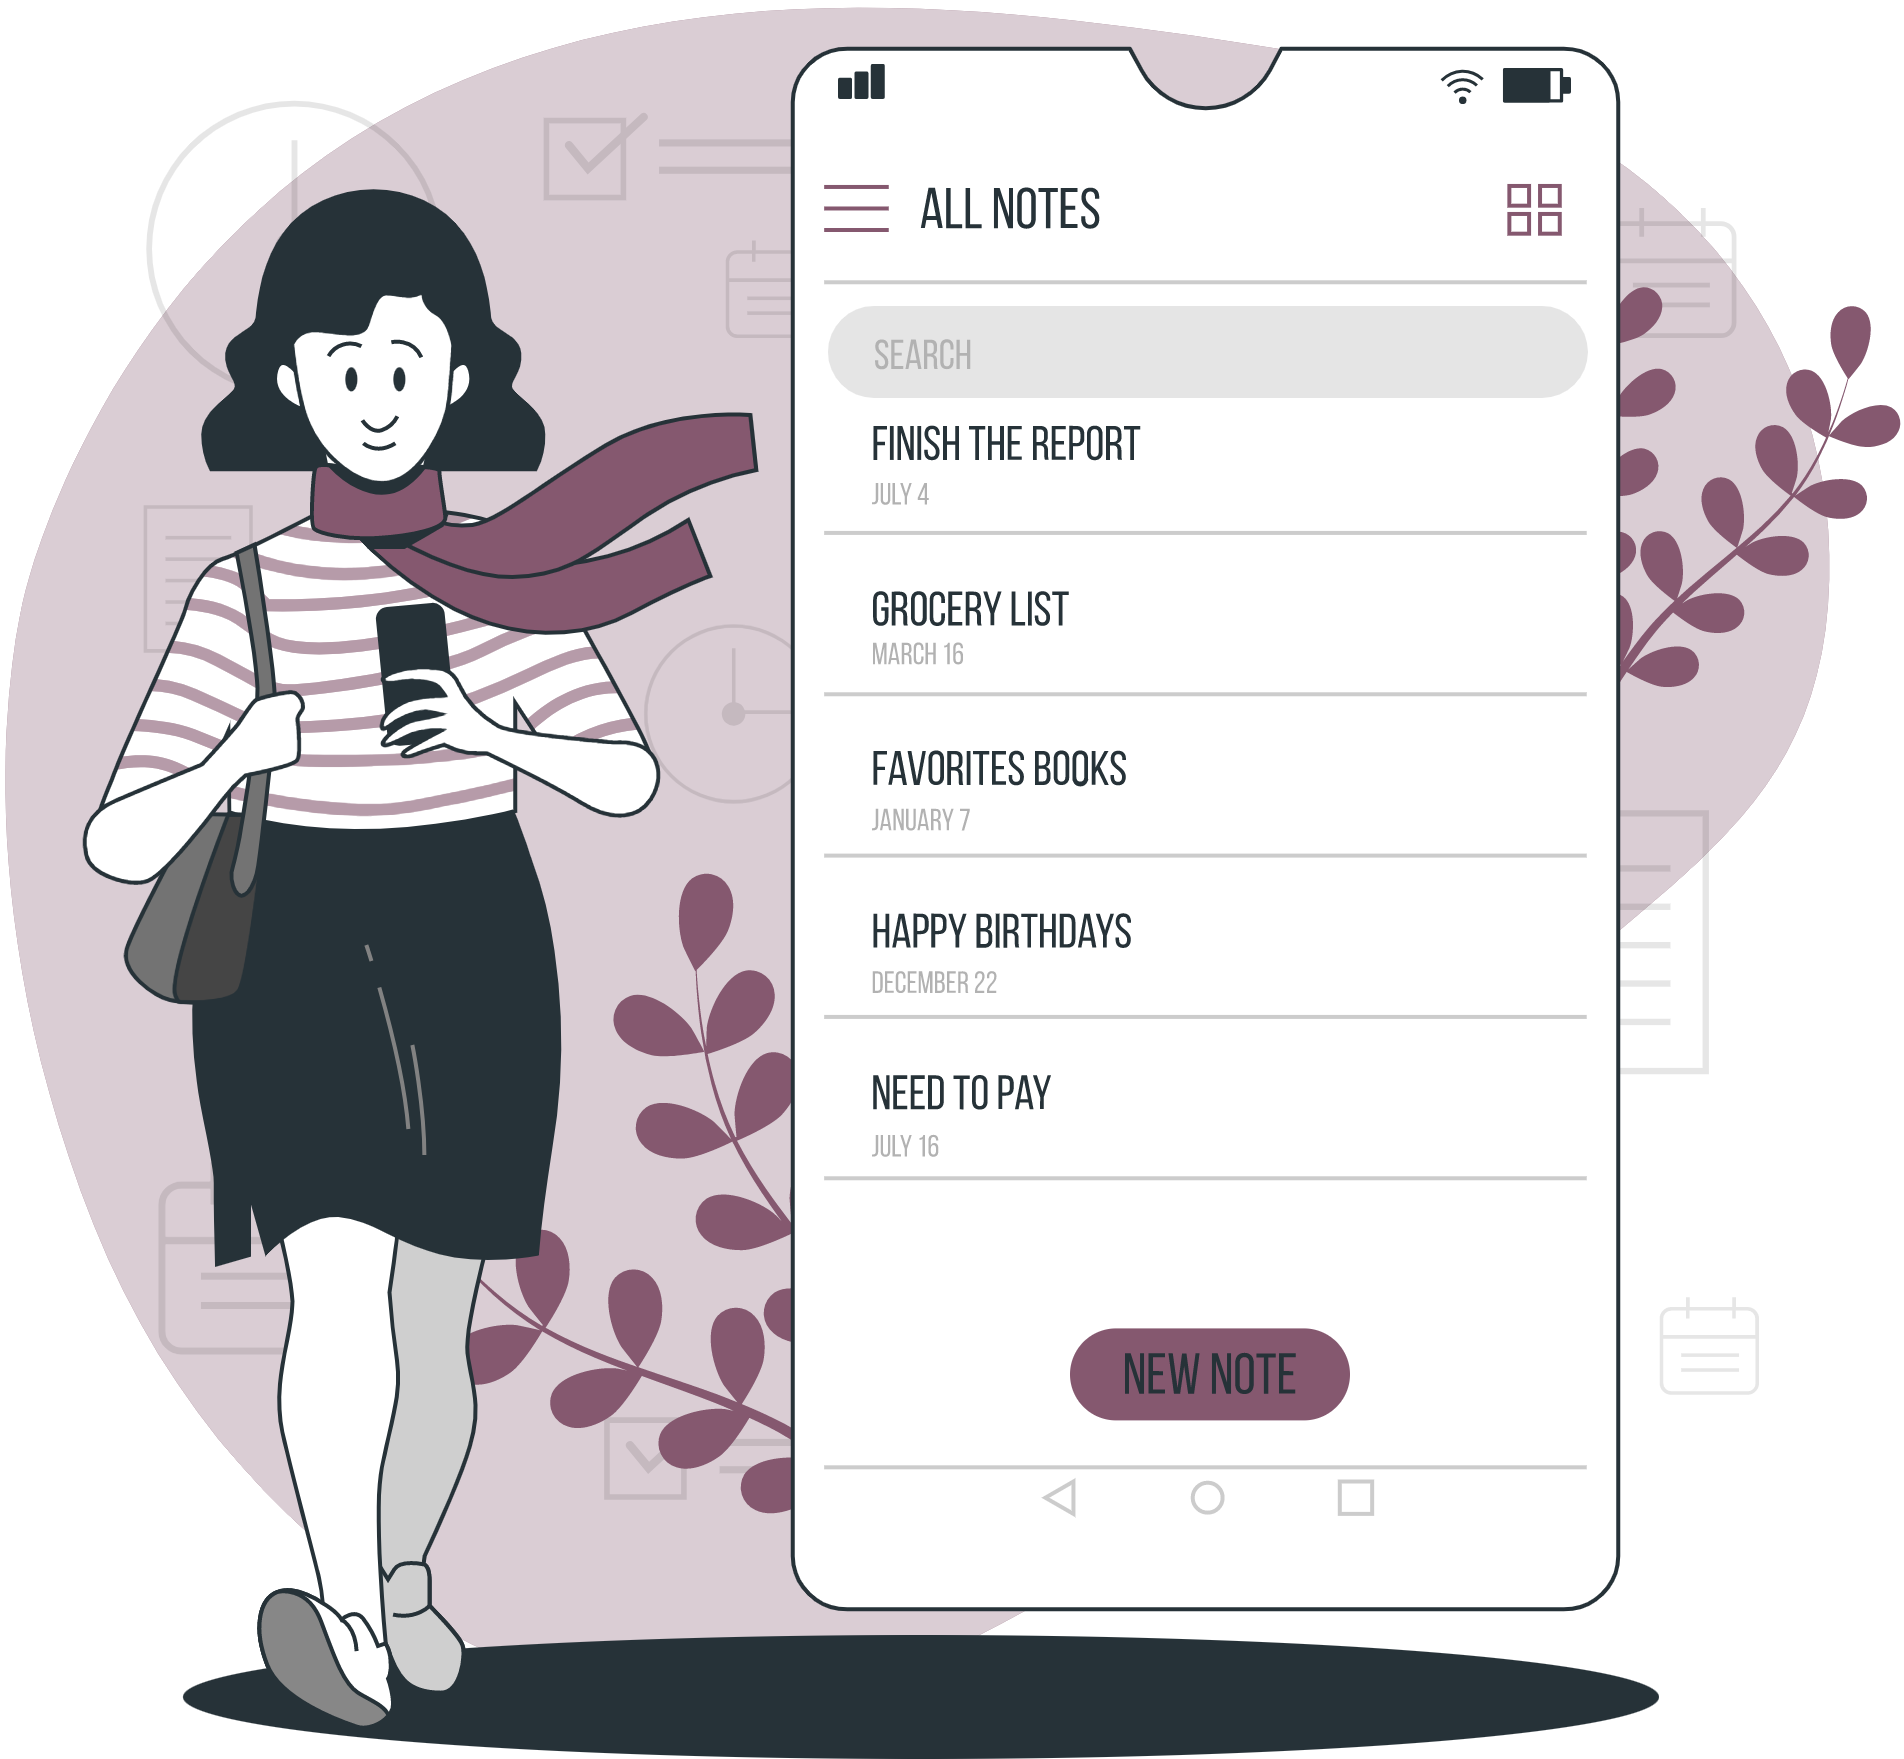 ALL NOTES
SEARCH
FINISH THE REPORT
JULY 4
GROCERY LIST
MARCH 16
FAVORITES BOOKS
JANUARY 7
HAPPY BIRTHDAYS
DECEMBER 22
NEED TO PAY
JULY 16
NEW NOTE